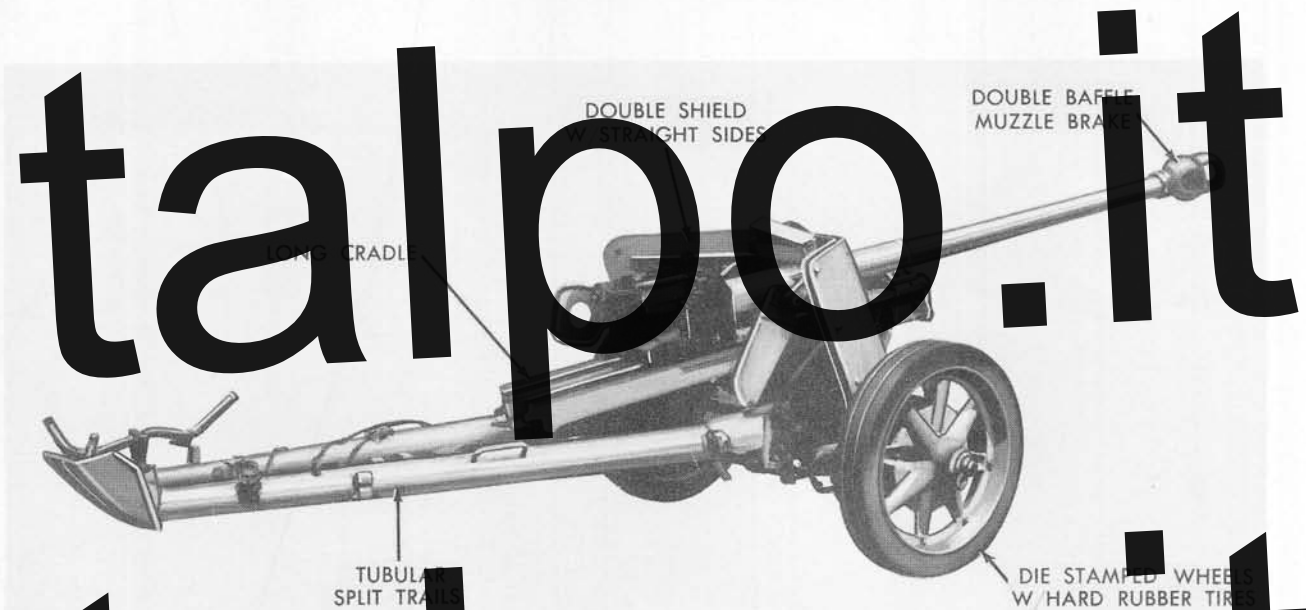 DOUBLE SHIELD
W STRAIGHT SIDES
DOUBLE BAFFLE
MUZZLE BRAKE
talpo.it
LONG CRADLE
TUBULAR
SPLIT TRAILS
DIE STAMPED WHEELS
W/HARD RUBBER TIRES